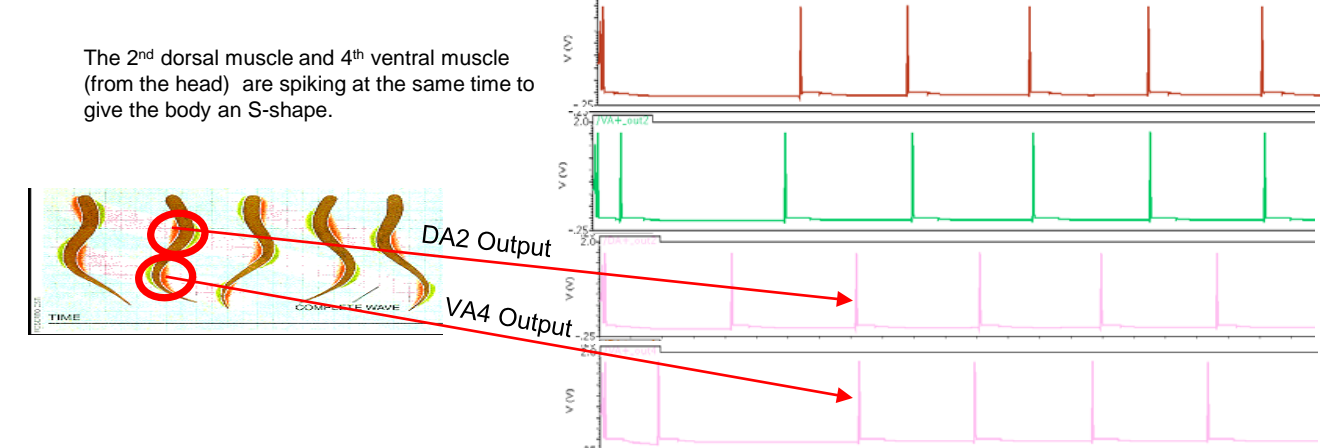 The 2nd dorsal muscle and 4th ventral muscle
(from the head) are spiking at the same time to
give the body an S-shape.
DA2 Output
VA4 Output
COMPLETE WAVE
TIME
V (V)
-.25
2.0
/VA+_out2
V (V)
-.25
2.0
V (V)
-.25
2.0
V (V)